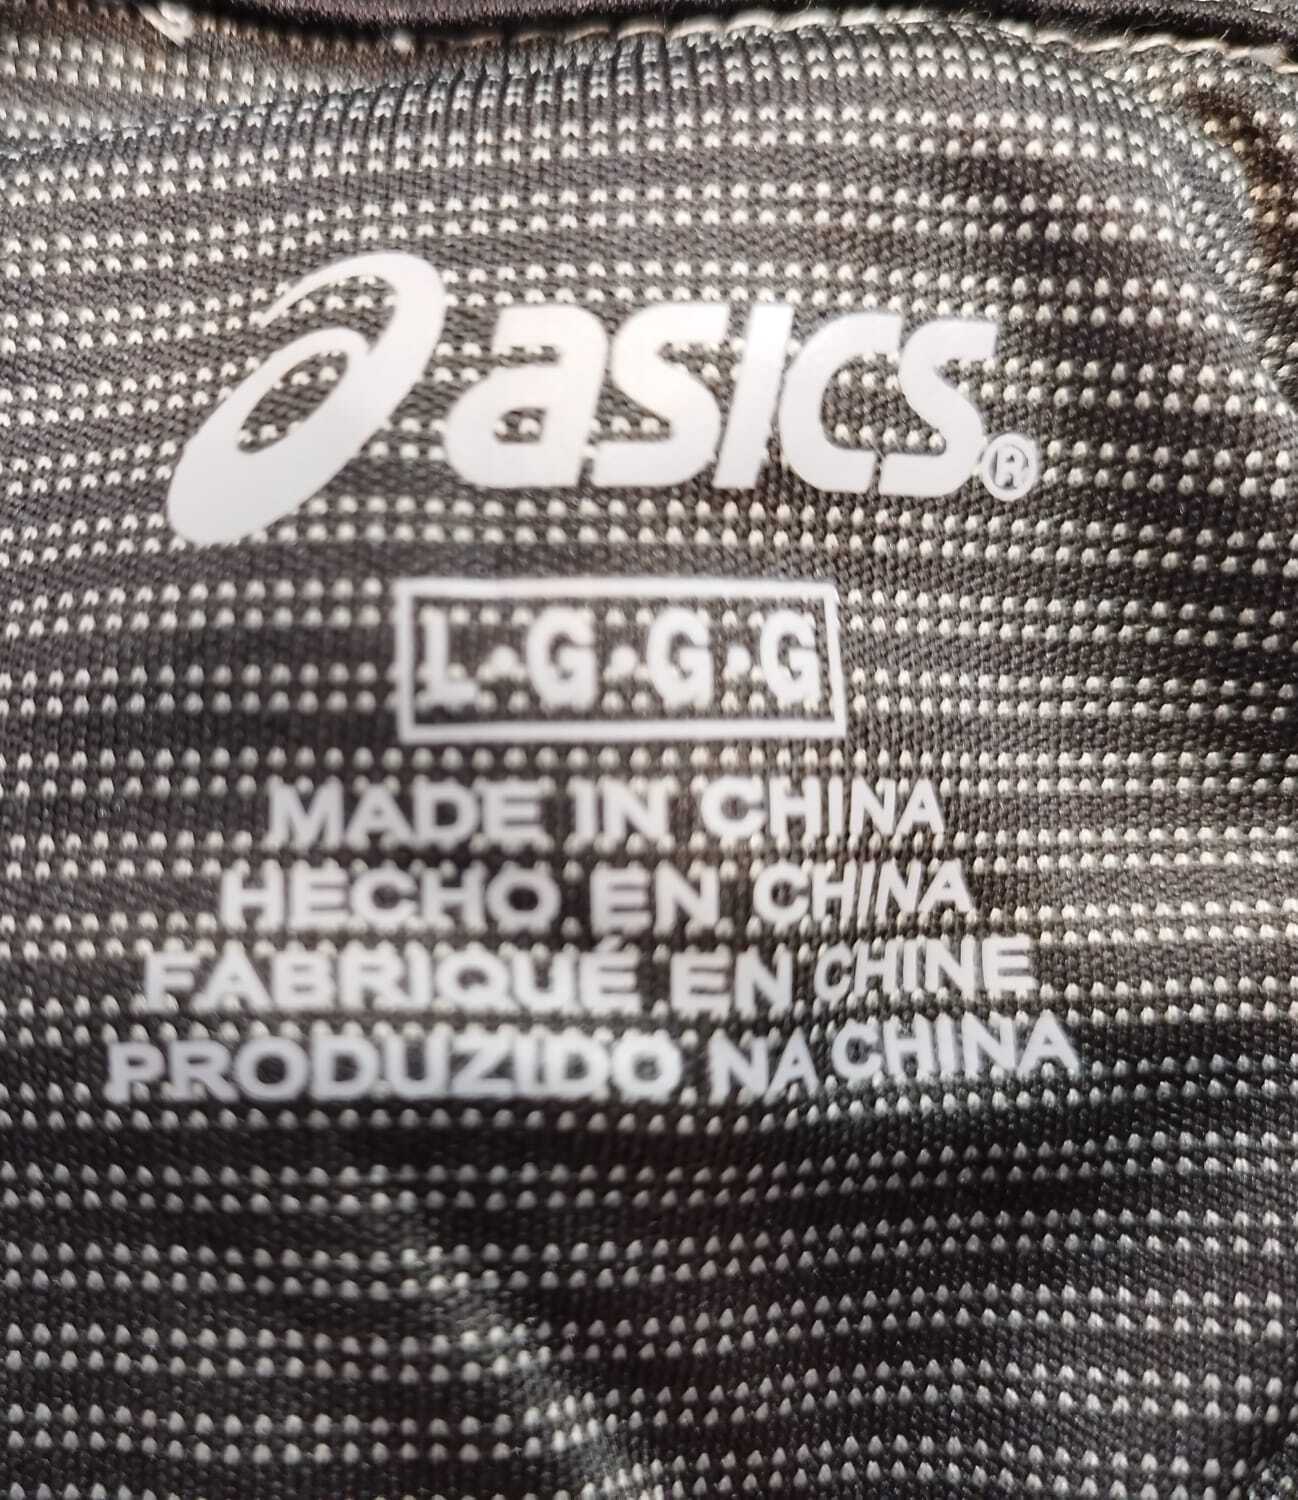 asics®
L·G·G·G
MADE IN CHINA
HECHO EN CHINA
FABRIQUÉ EN CHINE
PRODUZIDO NA CHINA